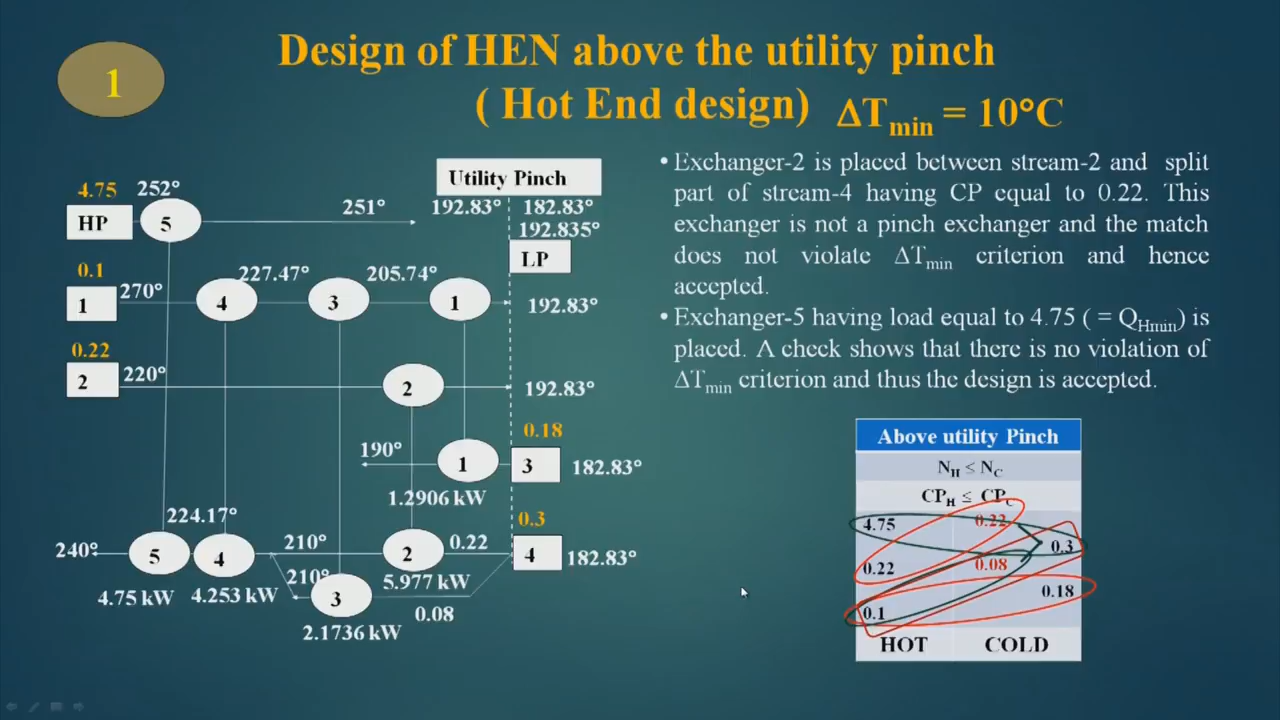 1
Design of HEN above the utility pinch
( Hot End design)
ΔTmin = 10°C
Utility Pinch
4.75 252°
HP 5 251° 192.83° 182.83°
192.835°
LP
0.1 227.47° 205.74°
1 270° 4 3 1 192.83°
0.22
2 220° 2 192.83°
0.18
190° 1 3 182.83°
1.2906 kW
0.3
224.17°
240° 5 4 210° 2 0.22 4 182.83°
210° 5.977 kW
4.75 kW 4.253 kW 3 0.08
2.1736 kW
• Exchanger-2 is placed between stream-2 and split
part of stream-4 having CP equal to 0.22. This
exchanger is not a pinch exchanger and the match
does not violate ΔTmin criterion and hence
accepted.
• Exchanger-5 having load equal to 4.75 ( = QHmin) is
placed. A check shows that there is no violation of
ΔTmin criterion and thus the design is accepted.
Above utility Pinch
NH ≤ NC
CPH ≤ CPC
4.75 0.22
0.3
0.22 0.08
0.18
0.1
HOT COLD